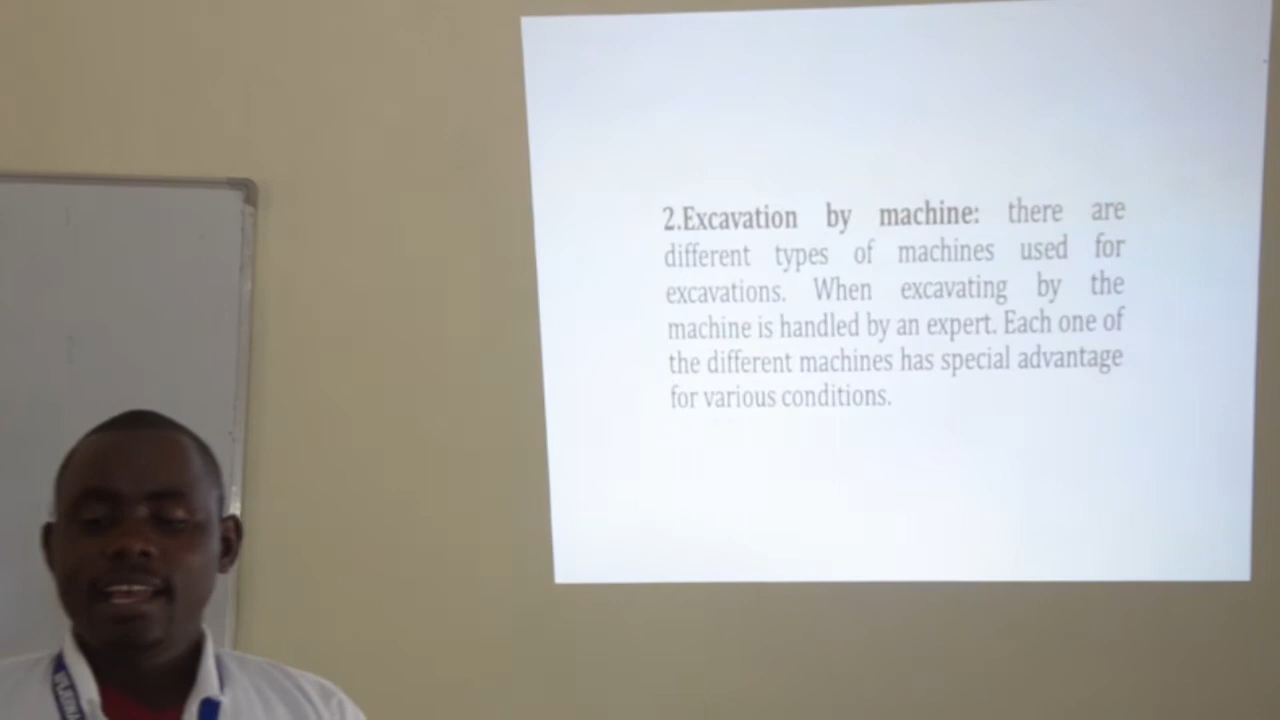 2.Excavation by machine: there are
different types of machines used for
excavations. When excavating by the
machine is handled by an expert. Each one of
the different machines has special advantage
for various conditions.